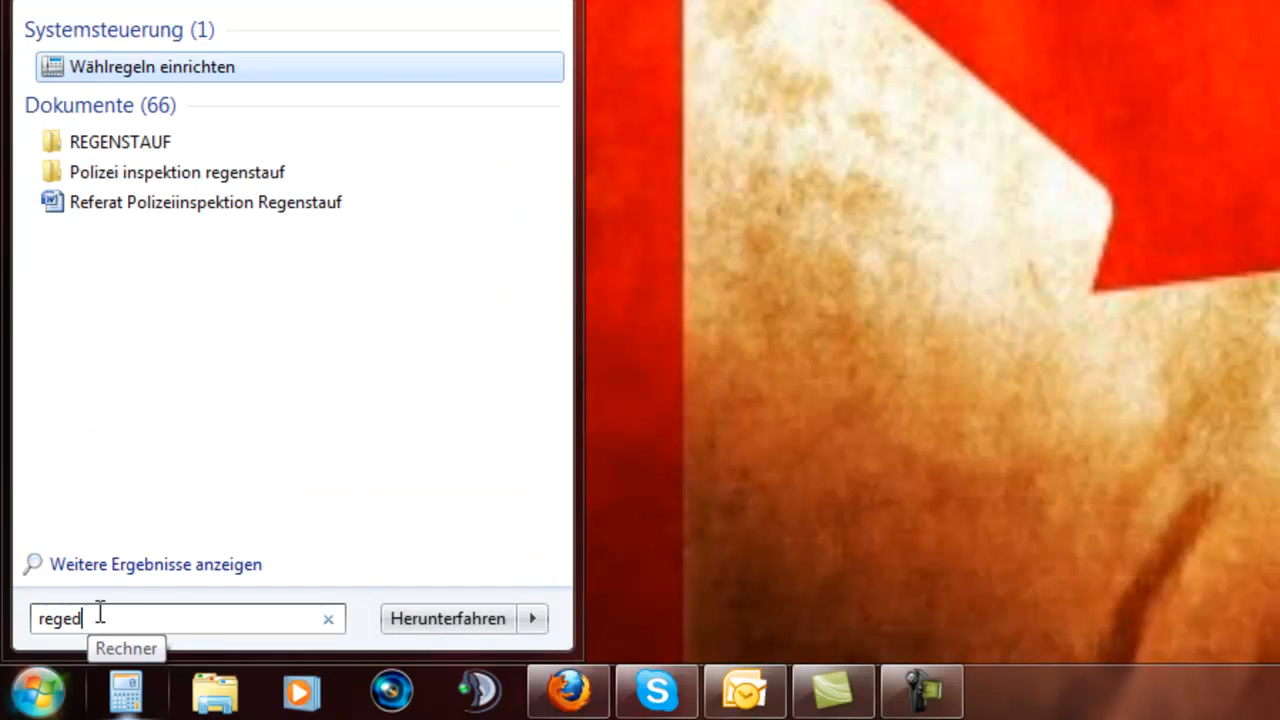 Systemsteuerung (1)
Wählregeln einrichten
Dokumente (66)
REGENSTAUF
Polizei inspektion regenstauf
Referat Polizeiinspektion Regenstauf
Weitere Ergebnisse anzeigen
reged
Herunterfahren
Rechner